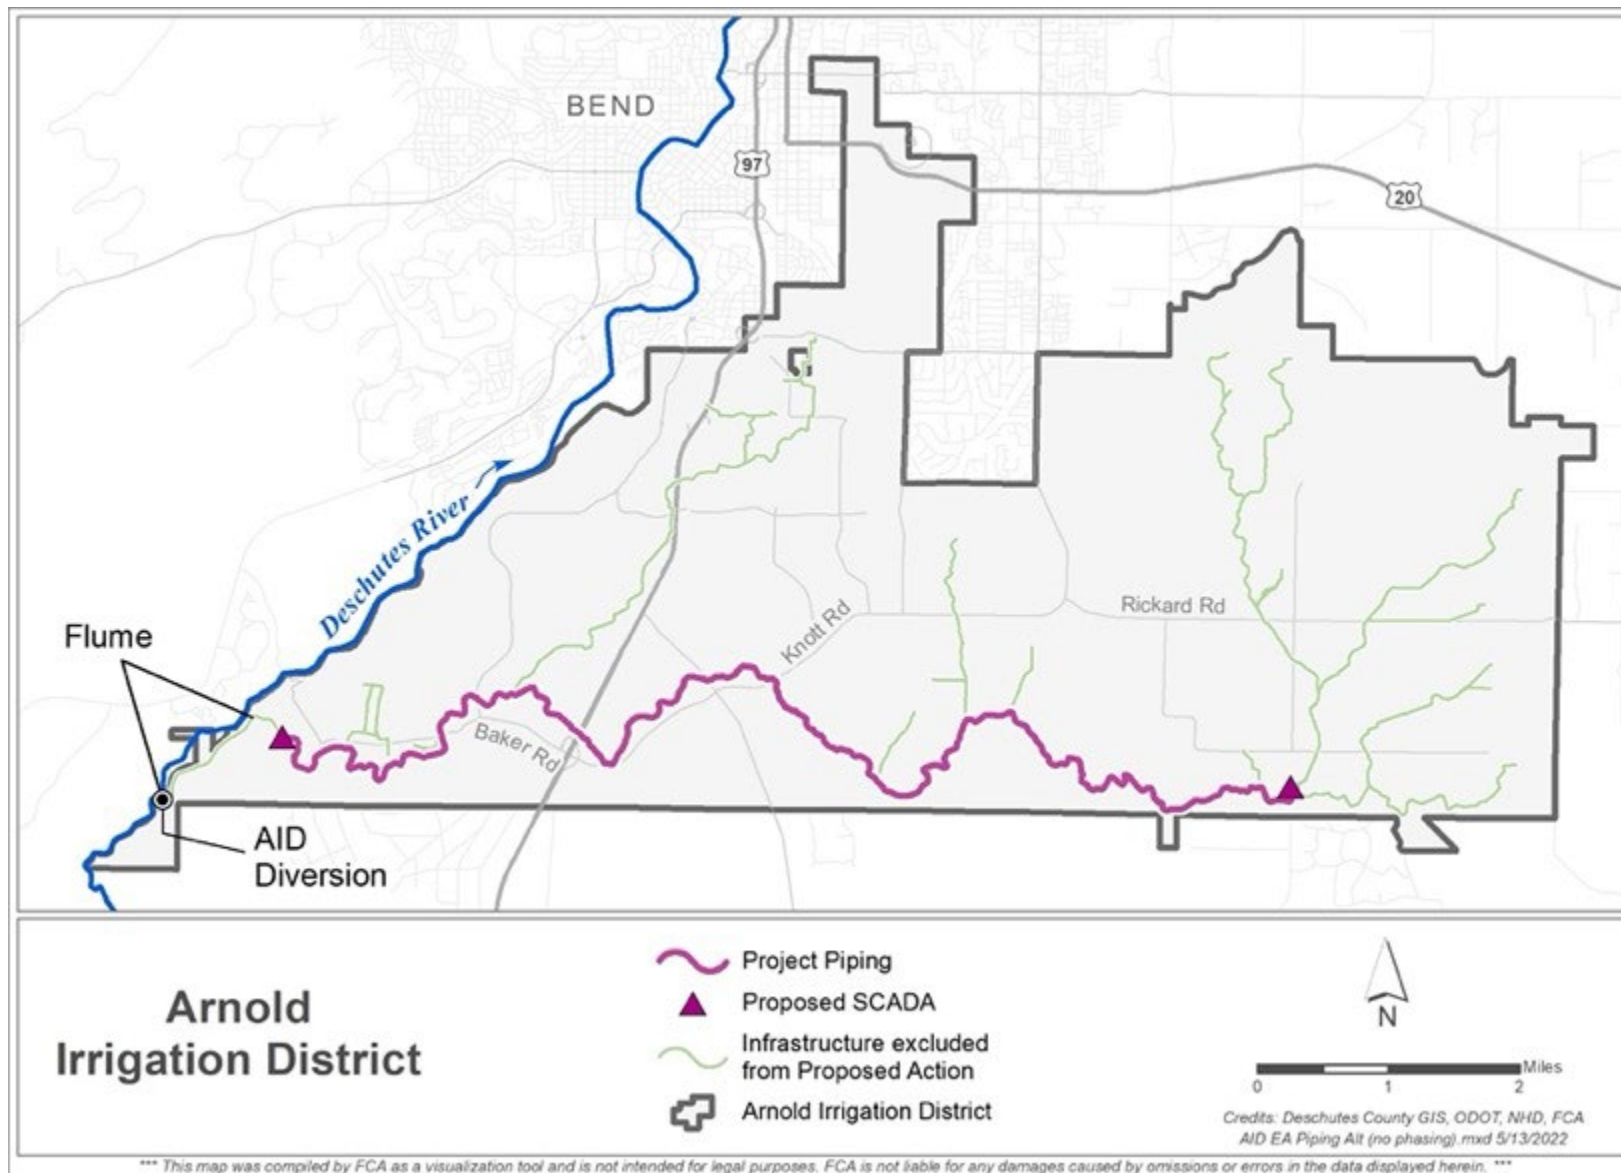 BEND
97
20
Deschutes River
Rickard Rd
Knott Rd
Flume
Baker Rd
AID
Diversion
Arnold
Irrigation District
Project Piping
Proposed SCADA
Infrastructure excluded
from Proposed Action
Arnold Irrigation District
N
Miles
0 1 2
Credits: Deschutes County GIS, ODOT, NHD, FCA
AID EA Piping Alt (no phasing).mxd 5/13/2022
*** This map was compiled by FCA as a visualization tool and is not intended for legal purposes. FCA is not liable for any damages caused by omissions or errors in the data displayed herein. ***